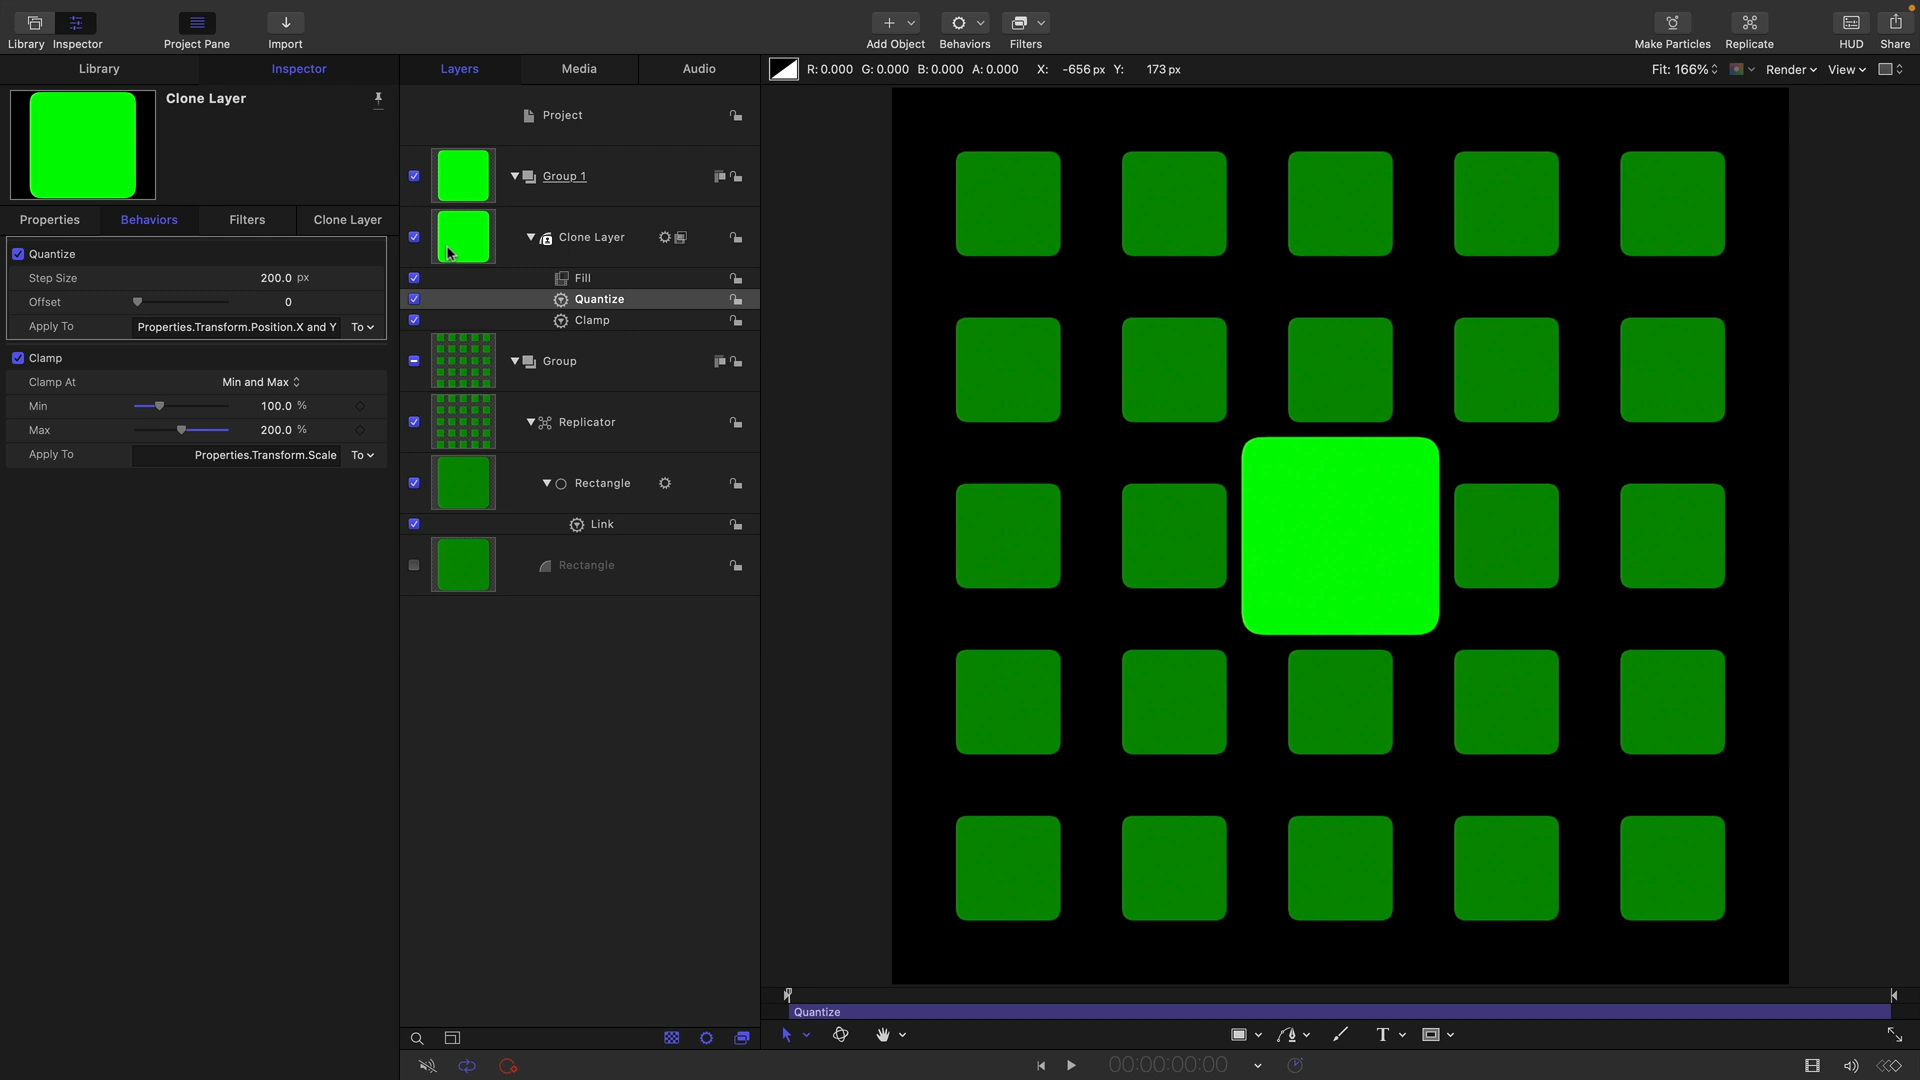 Library Inspector Project Pane Import Add Object Behaviors Filters Make Particles Replicate HUD Share
Library Inspector Layers Media Audio R: 0.000 G: 0.000 B: 0.000 A: 0.000 X: -656 px Y: 173 px Fit: 166% Render View
Clone Layer
Project
Group 1
Properties Behaviors Filters Clone Layer
Clone Layer
Quantize
Step Size 200.0 px
Fill
Offset 0
Quantize
Apply To Properties.Transform.Position.X and Y To
Clamp
Clamp
Group
Clamp At Min and Max
Min 100.0 %
Replicator
Max 200.0 %
Apply To Properties.Transform.Scale To
Rectangle
Link
Rectangle
Quantize
T
00:00:00:00